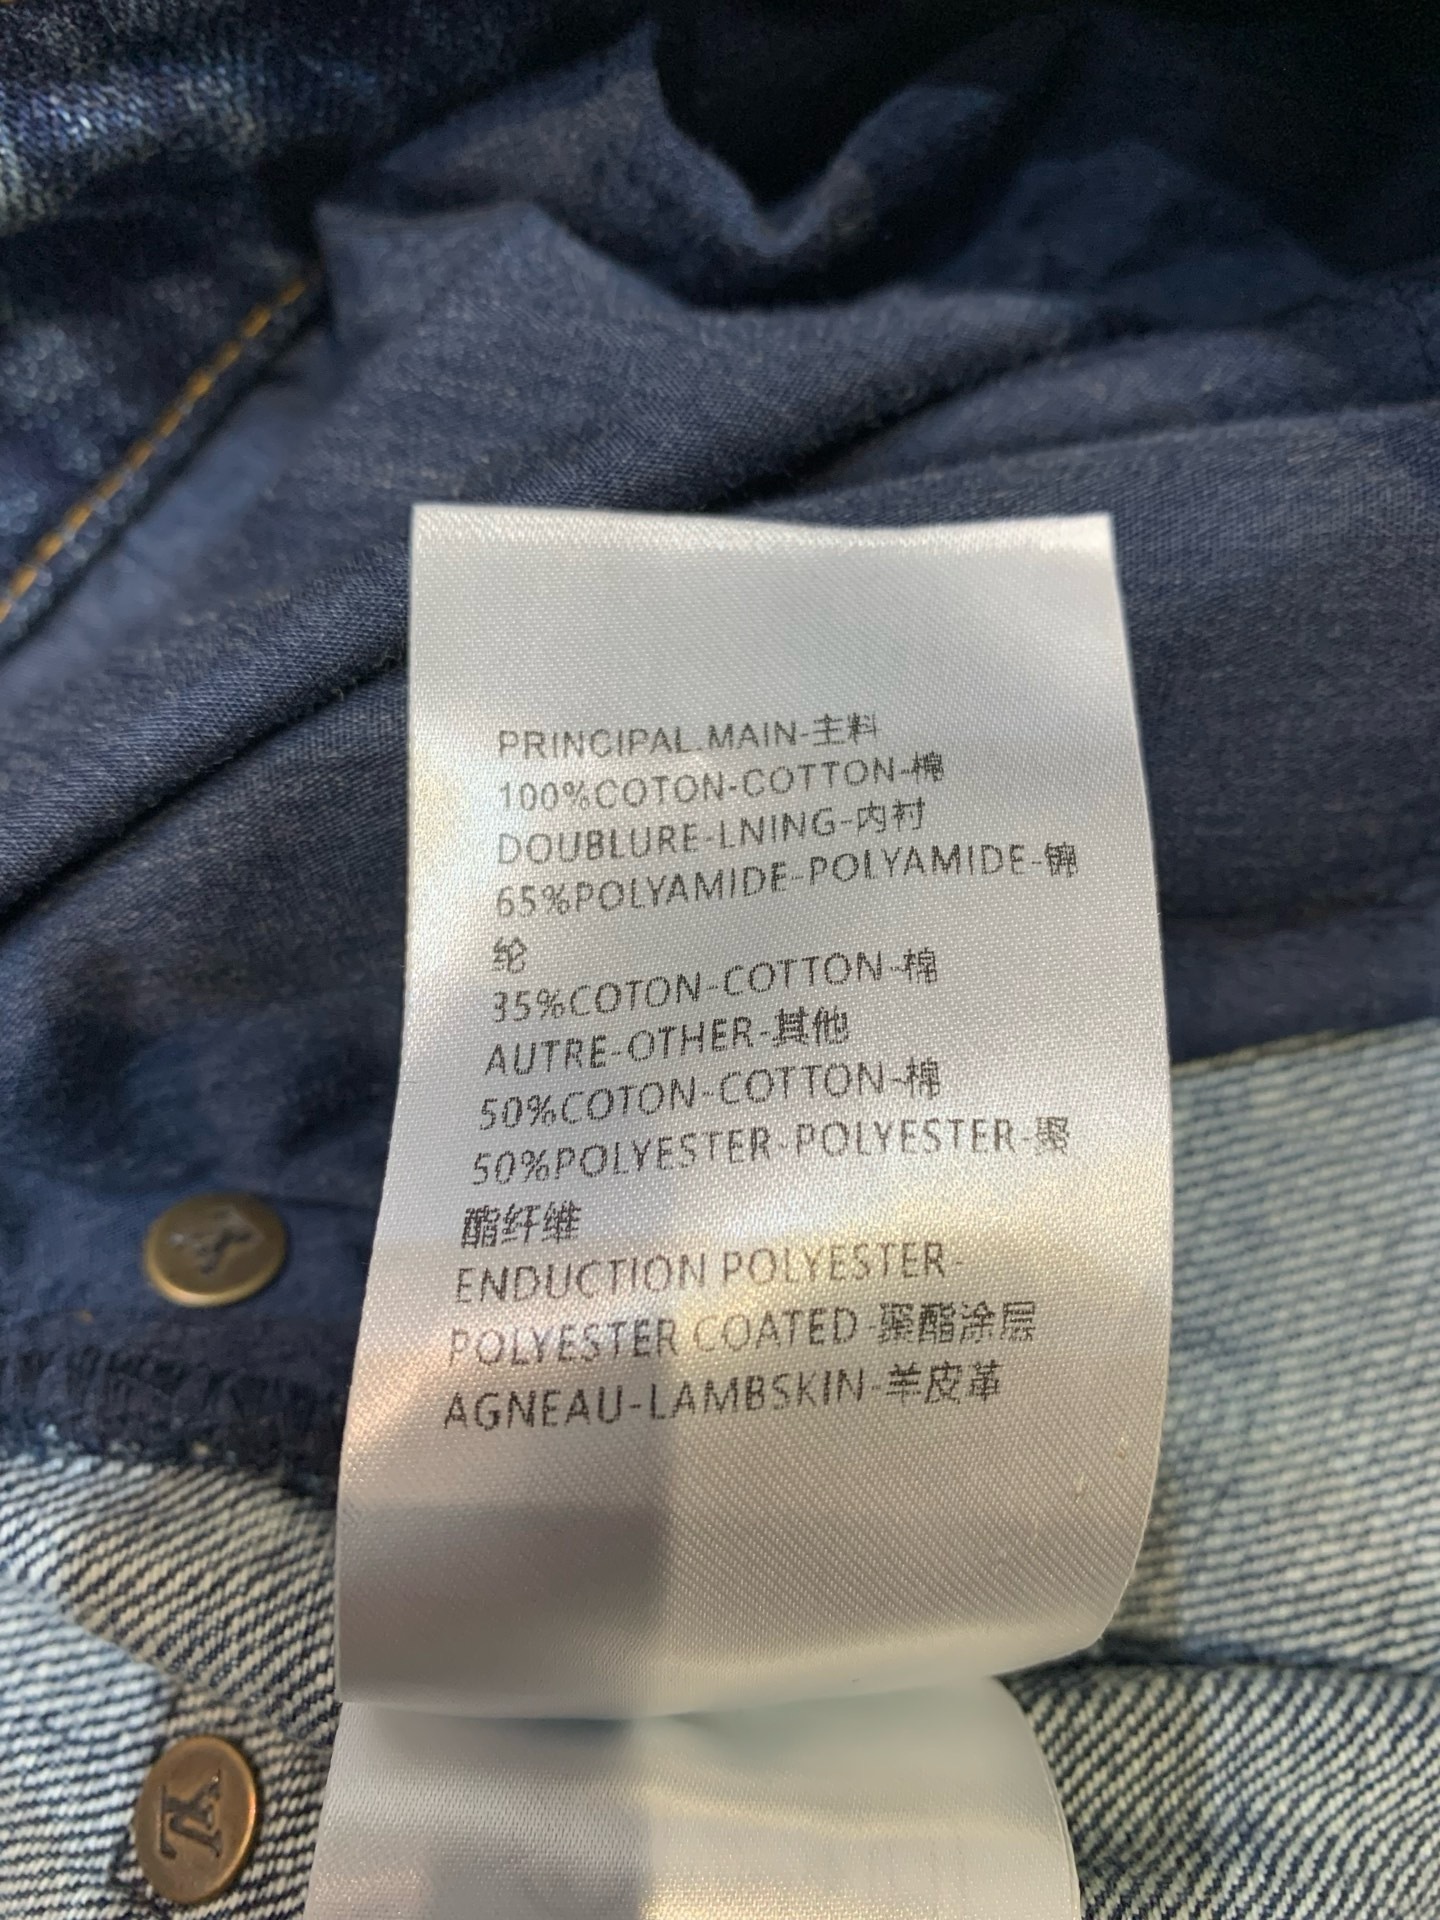 PRINCIPAL.MAIN-主料
100%COTON-COTTON-棉
DOUBLURE-LNING-内衬
65%POLYAMIDE-POLYAMIDE-锦
纶
35%COTON-COTTON-棉
AUTRE-OTHER-其他
50%COTON-COTTON-棉
50%POLYESTER-POLYESTER-聚
酯纤维
ENDUCTION POLYESTER-
POLYESTER COATED-聚酯涂层
AGNEAU-LAMBSKIN-羊皮革
LV
LV